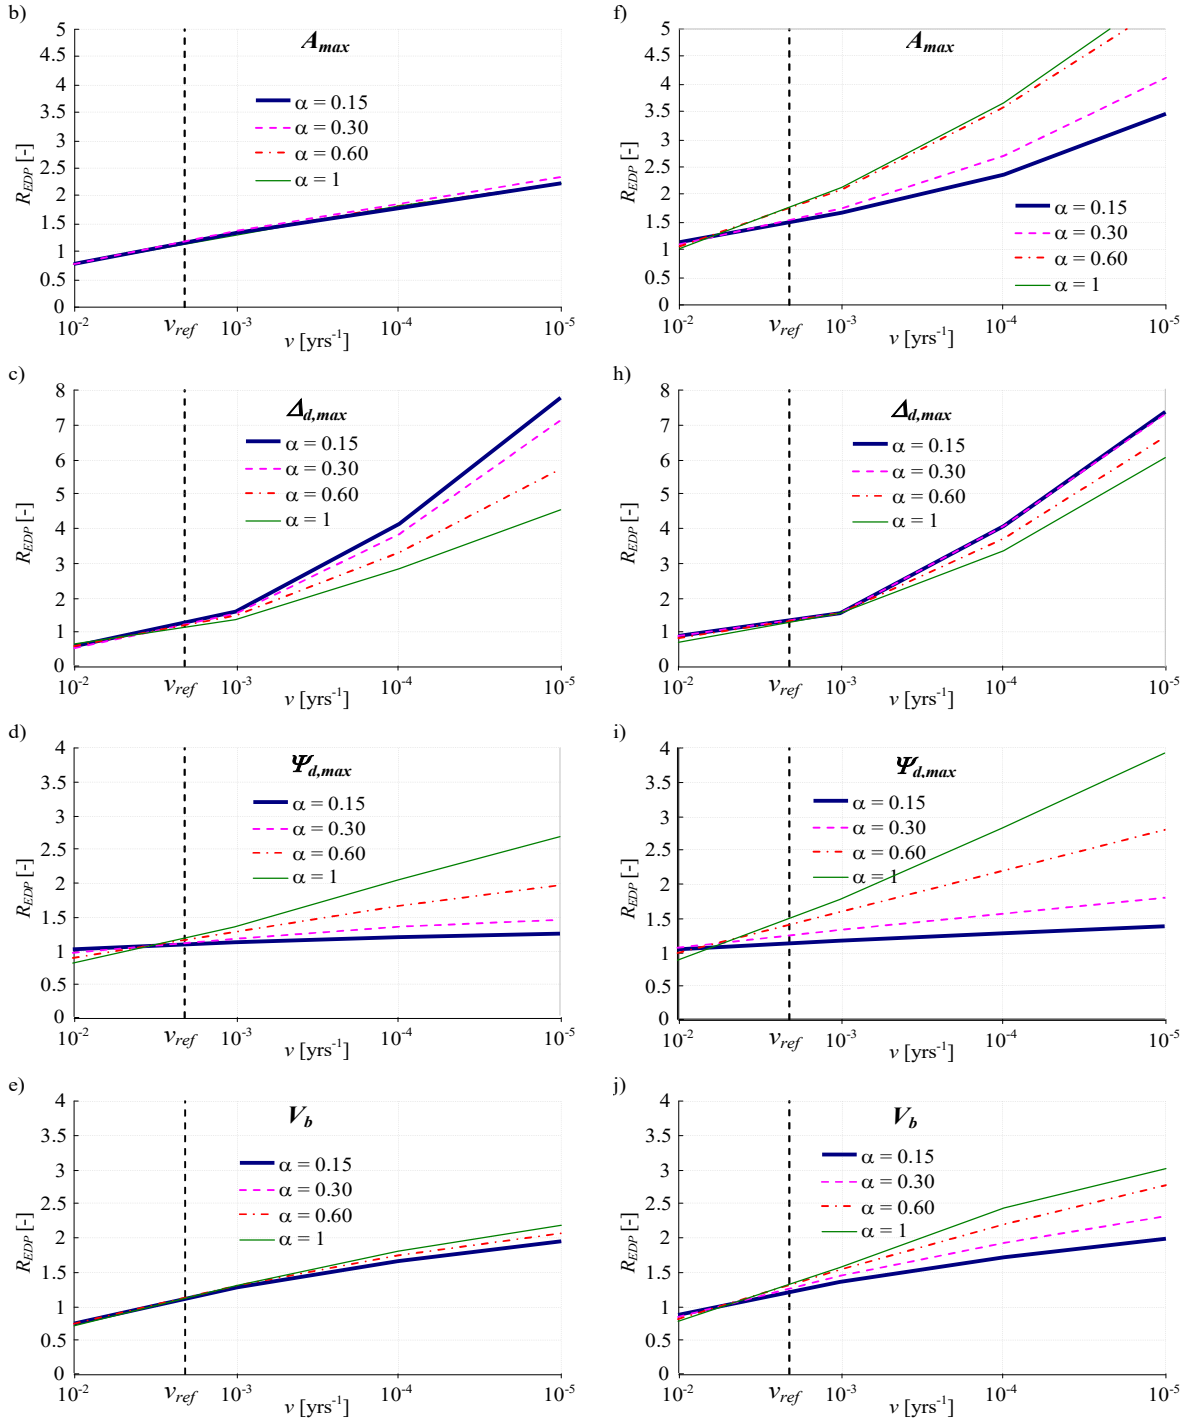 b)
A_max
R_EDP [-]
5
4.5
4
3.5
3
2.5
2
1.5
1
0.5
0
α = 0.15
α = 0.30
α = 0.60
α = 1
10^-2
ν_ref
10^-3
10^-4
10^-5
ν [yrs^-1]
f)
A_max
R_EDP [-]
5
4.5
4
3.5
3
2.5
2
1.5
1
0.5
0
α = 0.15
α = 0.30
α = 0.60
α = 1
10^-2
ν_ref
10^-3
10^-4
10^-5
ν [yrs^-1]
c)
Δ_d,max
R_EDP [-]
8
7
6
5
4
3
2
1
0
α = 0.15
α = 0.30
α = 0.60
α = 1
10^-2
ν_ref
10^-3
10^-4
10^-5
ν [yrs^-1]
h)
Δ_d,max
R_EDP [-]
8
7
6
5
4
3
2
1
0
α = 0.15
α = 0.30
α = 0.60
α = 1
10^-2
ν_ref
10^-3
10^-4
10^-5
ν [yrs^-1]
d)
Ψ_d,max
R_EDP [-]
4
3.5
3
2.5
2
1.5
1
0.5
0
α = 0.15
α = 0.30
α = 0.60
α = 1
10^-2
ν_ref
10^-3
10^-4
10^-5
ν [yrs^-1]
i)
Ψ_d,max
R_EDP [-]
4
3.5
3
2.5
2
1.5
1
0.5
0
α = 0.15
α = 0.30
α = 0.60
α = 1
10^-2
ν_ref
10^-3
10^-4
10^-5
ν [yrs^-1]
e)
V_b
R_EDP [-]
4
3.5
3
2.5
2
1.5
1
0.5
0
α = 0.15
α = 0.30
α = 0.60
α = 1
10^-2
ν_ref
10^-3
10^-4
10^-5
ν [yrs^-1]
j)
V_b
R_EDP [-]
4
3.5
3
2.5
2
1.5
1
0.5
0
α = 0.15
α = 0.30
α = 0.60
α = 1
10^-2
ν_ref
10^-3
10^-4
10^-5
ν [yrs^-1]